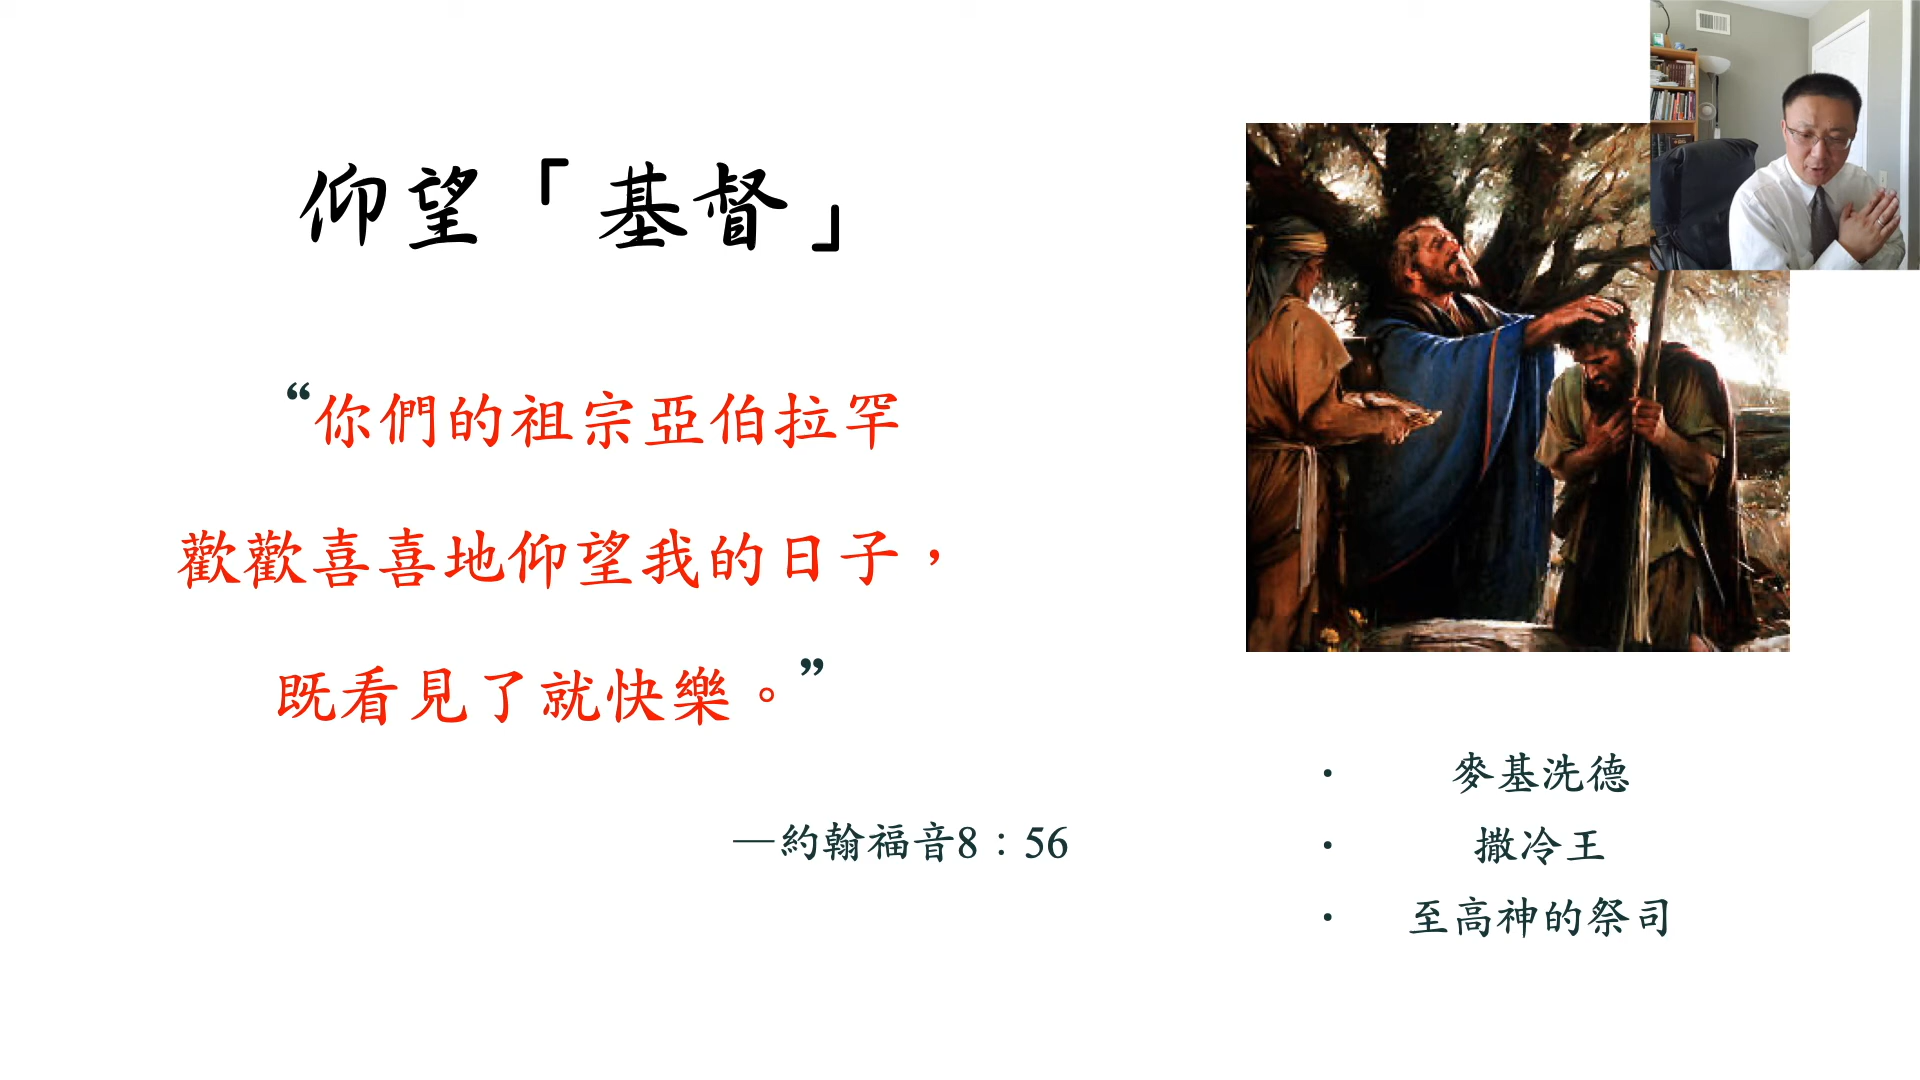 仰望「基督」
“你們的祖宗亞伯拉罕
歡歡喜喜地仰望我的日子，
既看見了就快樂。”
—約翰福音8：56
· 麥基洗德
· 撒冷王
· 至高神的祭司